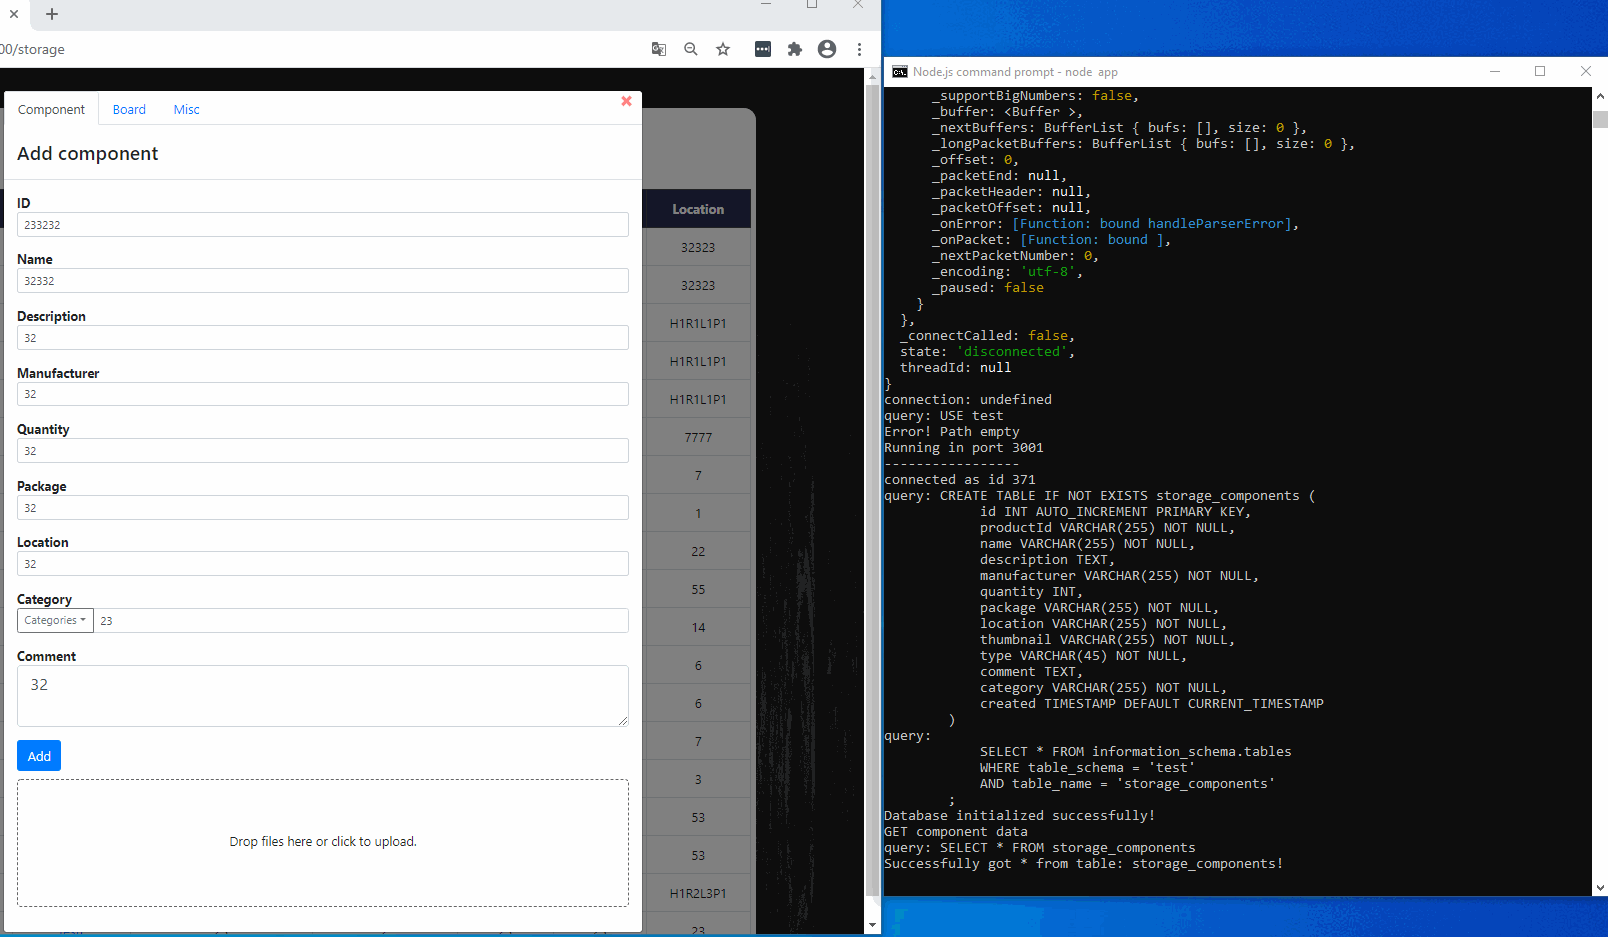 00/storage
Component
Board
Misc
Add component
ID
233232
Name
32332
Description
32
Manufacturer
32
Quantity
32
Package
32
Location
32
Category
Categories
23
Comment
32
Add
Drop files here or click to upload.
Location
32323
32323
H1R1L1P1
H1R1L1P1
H1R1L1P1
7777
7
1
22
55
14
6
6
7
3
53
53
H1R2L3P1
23
Node.js command prompt - node app
_supportBigNumbers: false,
_buffer: <Buffer >,
_nextBuffers: BufferList { bufs: [], size: 0 },
_longPacketBuffers: BufferList { bufs: [], size: 0 },
_offset: 0,
_packetEnd: null,
_packetHeader: null,
_packetOffset: null,
_onError: [Function: bound handleParserError],
_onPacket: [Function: bound ],
_nextPacketNumber: 0,
_encoding: 'utf-8',
_paused: false
}
},
_connectCalled: false,
state: 'disconnected',
threadId: null
}
connection: undefined
query: USE test
Error! Path empty
Running in port 3001
-----------------
connected as id 371
query: CREATE TABLE IF NOT EXISTS storage_components (
id INT AUTO_INCREMENT PRIMARY KEY,
productId VARCHAR(255) NOT NULL,
name VARCHAR(255) NOT NULL,
description TEXT,
manufacturer VARCHAR(255) NOT NULL,
quantity INT,
package VARCHAR(255) NOT NULL,
location VARCHAR(255) NOT NULL,
thumbnail VARCHAR(255) NOT NULL,
type VARCHAR(45) NOT NULL,
comment TEXT,
category VARCHAR(255) NOT NULL,
created TIMESTAMP DEFAULT CURRENT_TIMESTAMP
)
query:
SELECT * FROM information_schema.tables
WHERE table_schema = 'test'
AND table_name = 'storage_components'
;
Database initialized successfully!
GET component data
query: SELECT * FROM storage_components
Successfully got * from table: storage_components!